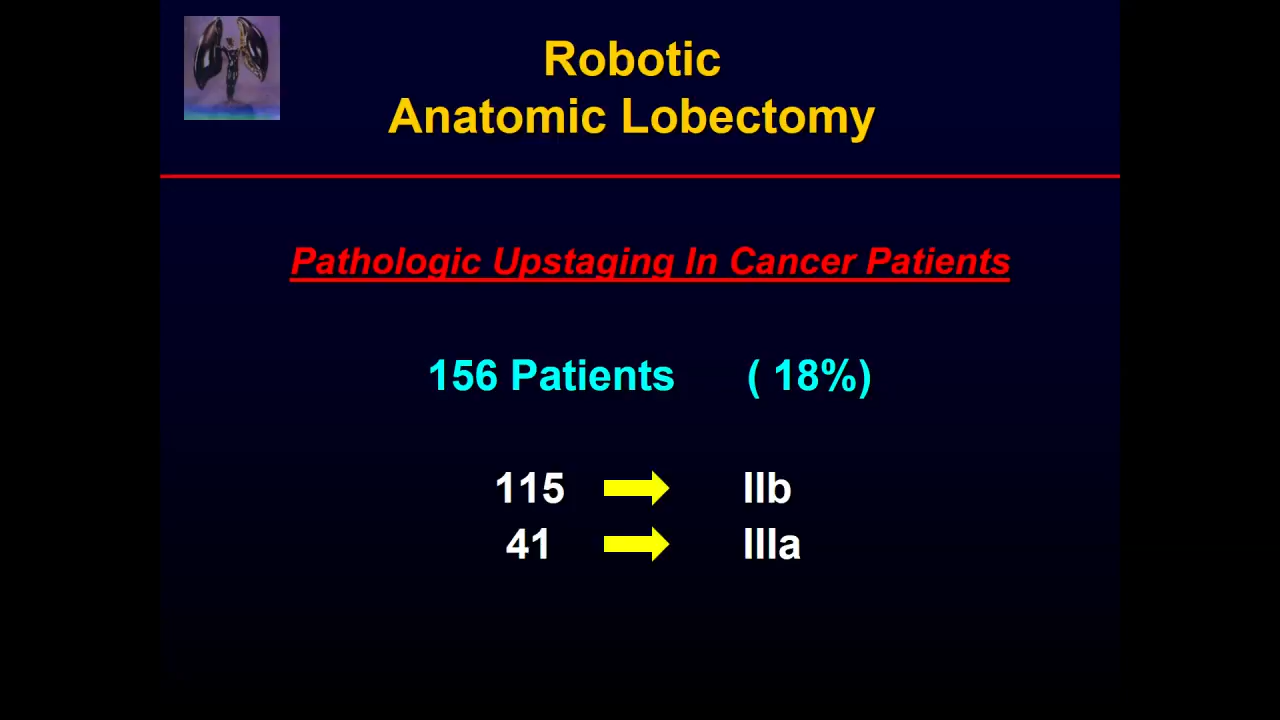 Robotic
Anatomic Lobectomy
Pathologic Upstaging In Cancer Patients
156 Patients ( 18%)
115 IIb
41 IIIa